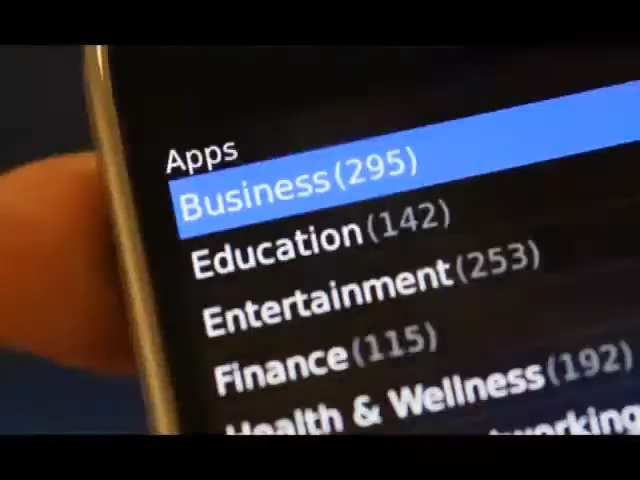 Apps
Business (295)
Education (142)
Entertainment (253)
Finance (115)
Health & Wellness (192)